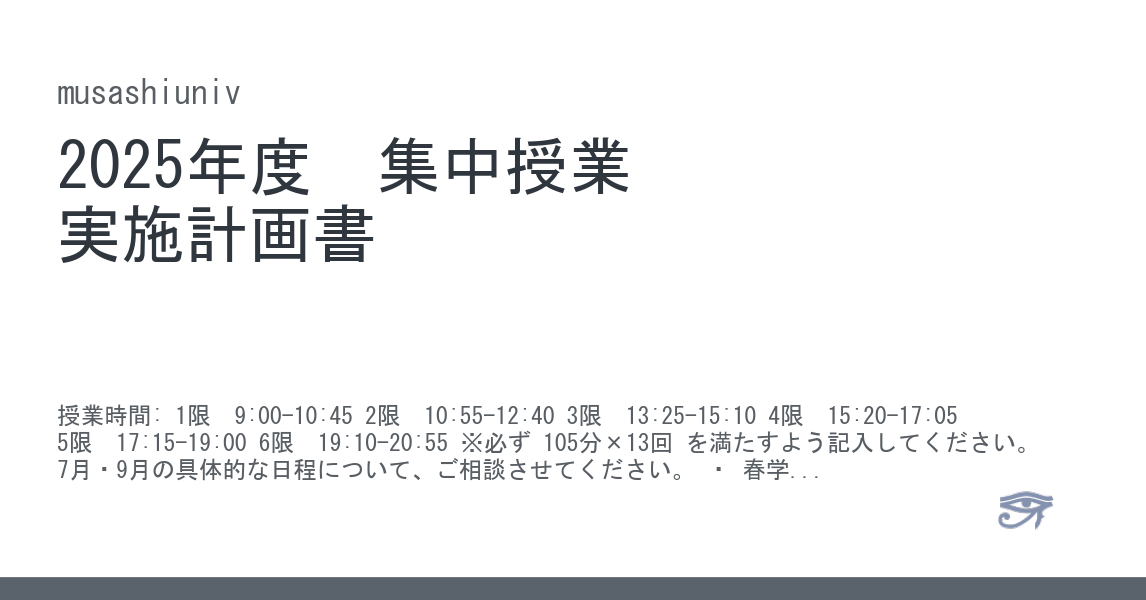 musashiuniv
2025年度　集中授業
実施計画書
授業時間: 1限　9:00-10:45 2限　10:55-12:40 3限　13:25-15:10 4限　15:20-17:05
5限　17:15-19:00 6限　19:10-20:55 ※必ず 105分×13回 を満たすよう記入してください。
7月・9月の具体的な日程について、ご相談させてください。 ・ 春学...